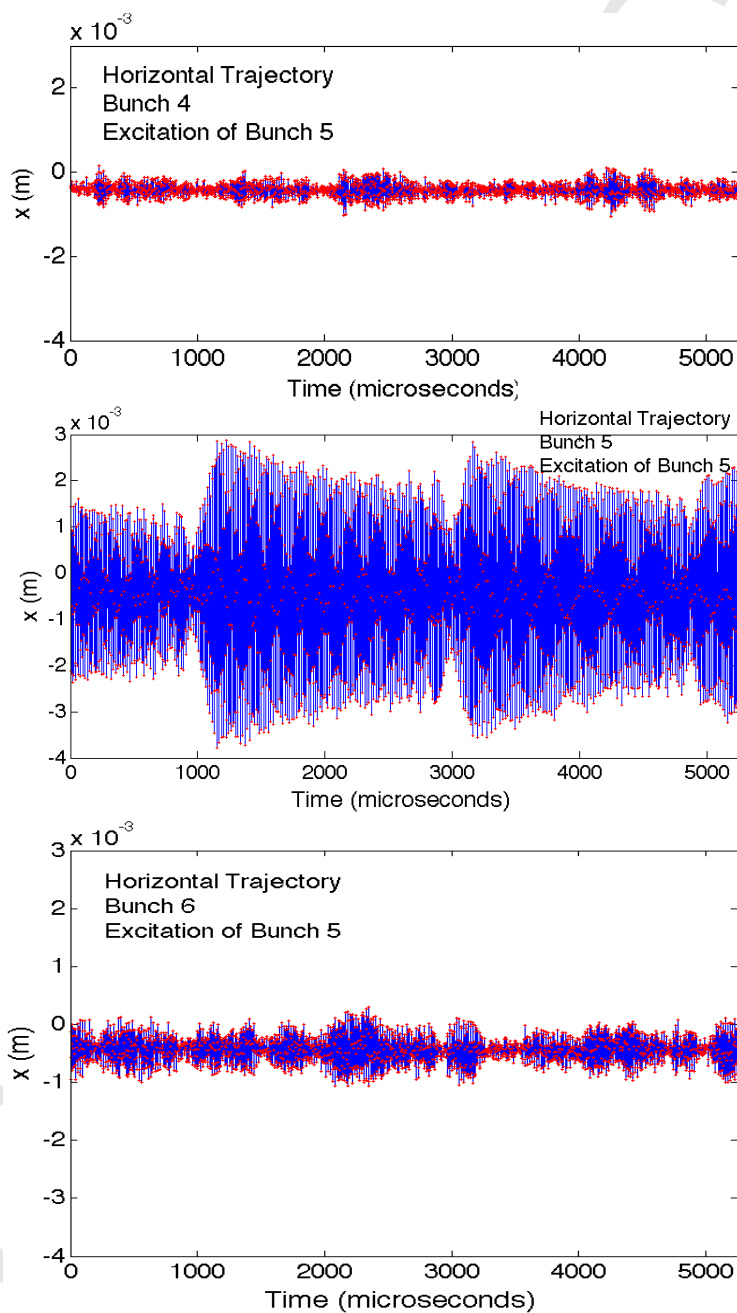 x 10⁻³
2
0
-2
-4
x (m)
Horizontal Trajectory
Bunch 4
Excitation of Bunch 5
0 1000 2000 3000 4000 5000
Time (microseconds)
x 10⁻³
3
2
1
0
-1
-2
-3
-4
x (m)
Horizontal Trajectory
Bunch 5
Excitation of Bunch 5
0 1000 2000 3000 4000 5000
Time (microseconds)
x 10⁻³
3
2
1
0
-1
-2
-3
-4
x (m)
Horizontal Trajectory
Bunch 6
Excitation of Bunch 5
0 1000 2000 3000 4000 5000
Time (microseconds)